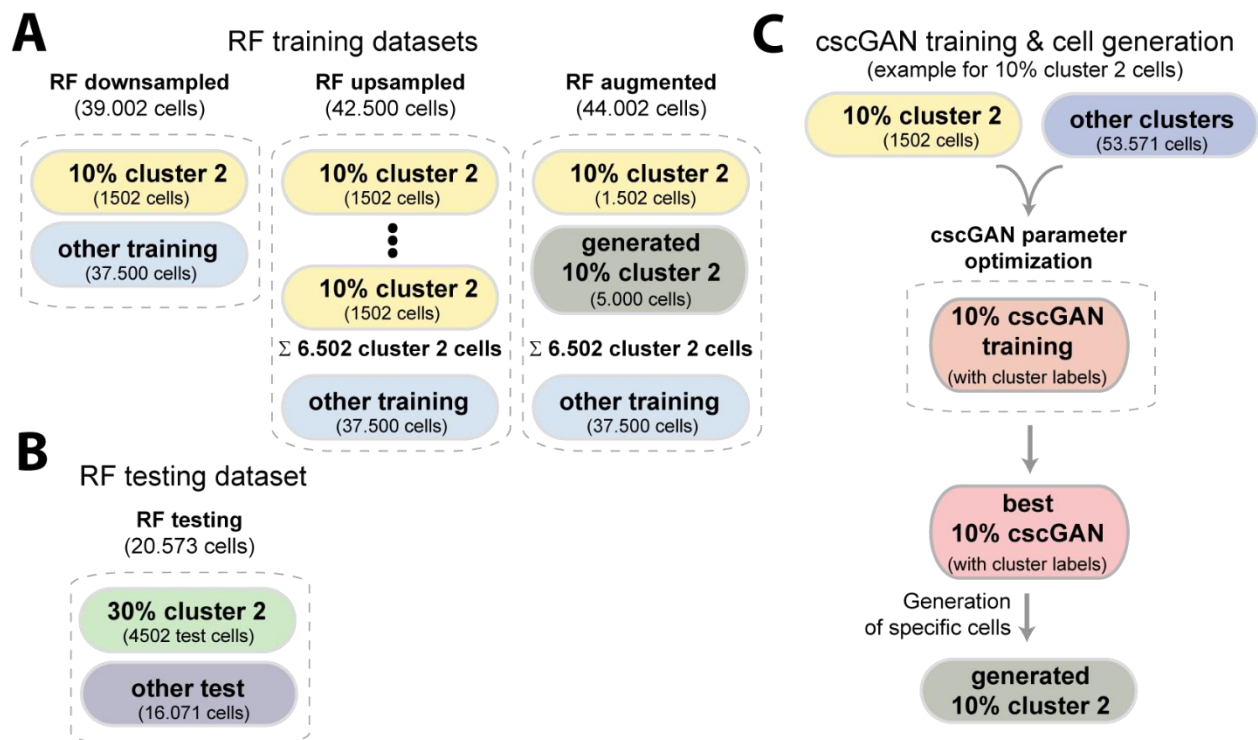 A
RF training datasets
RF downsampled
(39.002 cells)
10% cluster 2
(1502 cells)
other training
(37.500 cells)
RF upsampled
(42.500 cells)
10% cluster 2
(1502 cells)
10% cluster 2
(1502 cells)
Σ 6.502 cluster 2 cells
other training
(37.500 cells)
RF augmented
(44.002 cells)
10% cluster 2
(1.502 cells)
generated
10% cluster 2
(5.000 cells)
Σ 6.502 cluster 2 cells
other training
(37.500 cells)
B
RF testing dataset
RF testing
(20.573 cells)
30% cluster 2
(4502 test cells)
other test
(16.071 cells)
C
cscGAN training & cell generation
(example for 10% cluster 2 cells)
10% cluster 2
(1502 cells)
other clusters
(53.571 cells)
cscGAN parameter
optimization
10% cscGAN
training
(with cluster labels)
best
10% cscGAN
(with cluster labels)
Generation
of specific cells
generated
10% cluster 2